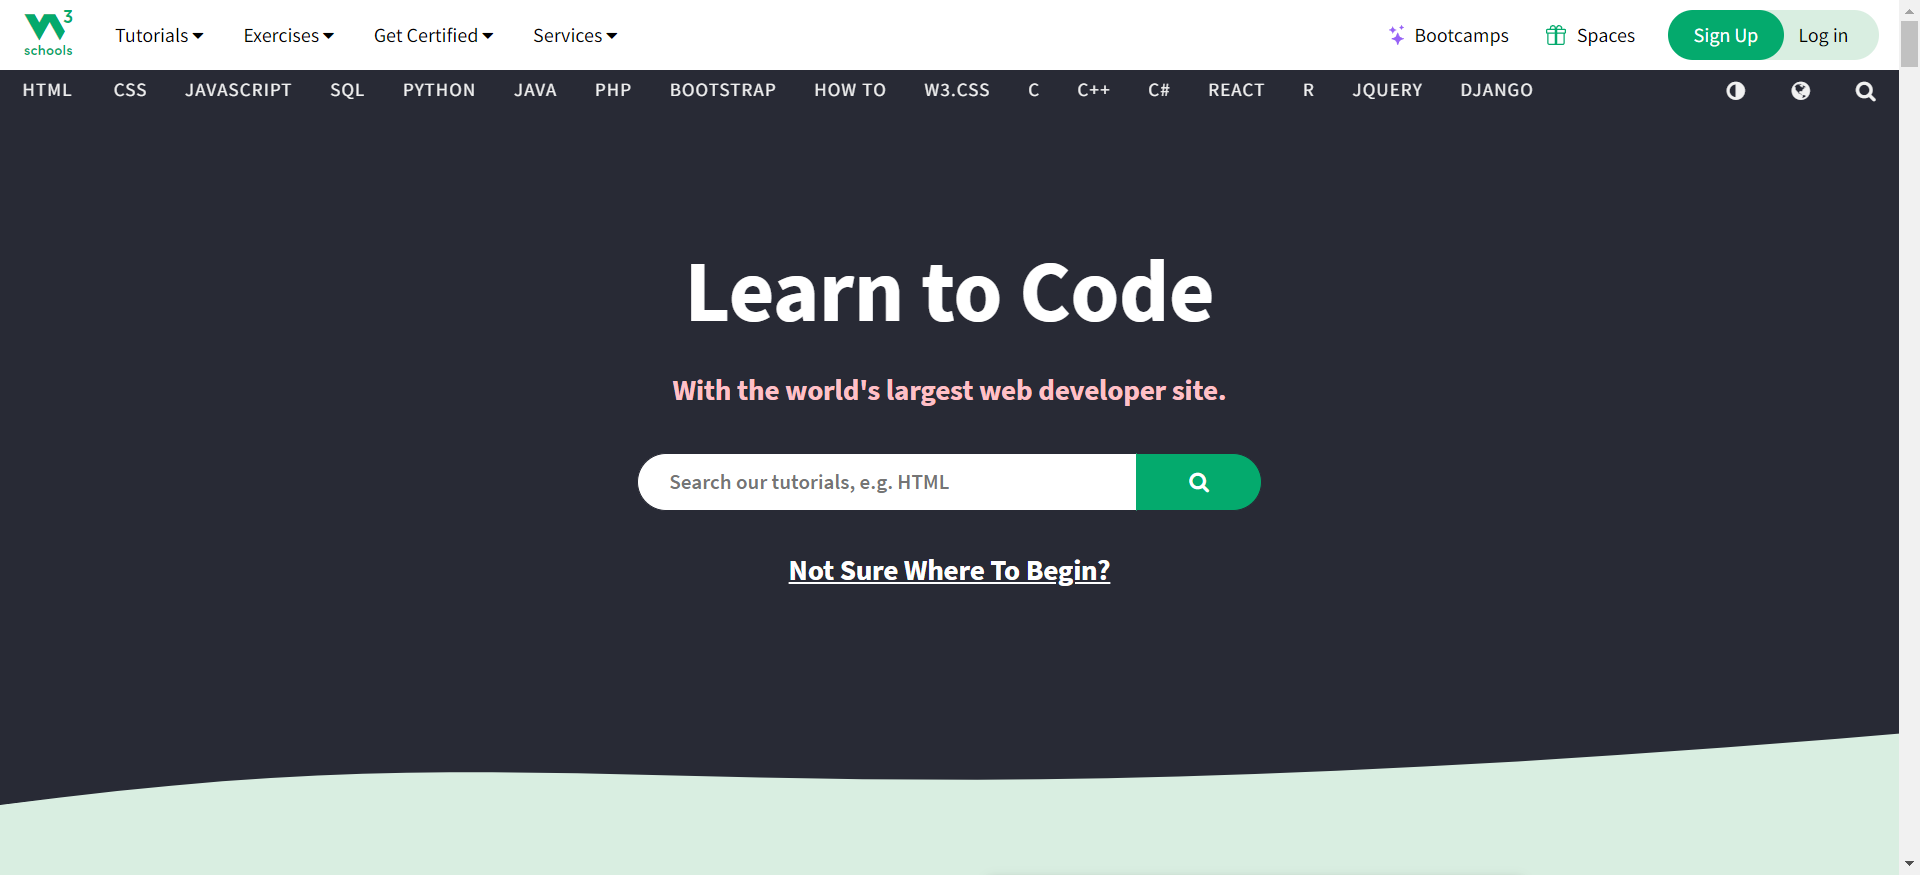 W3 schools
Tutorials Exercises Get Certified Services Bootcamps Spaces Sign Up Log in
HTML CSS JAVASCRIPT SQL PYTHON JAVA PHP BOOTSTRAP HOW TO W3.CSS C C++ C# REACT R JQUERY DJANGO
Learn to Code
With the world's largest web developer site.
Search our tutorials, e.g. HTML
Not Sure Where To Begin?